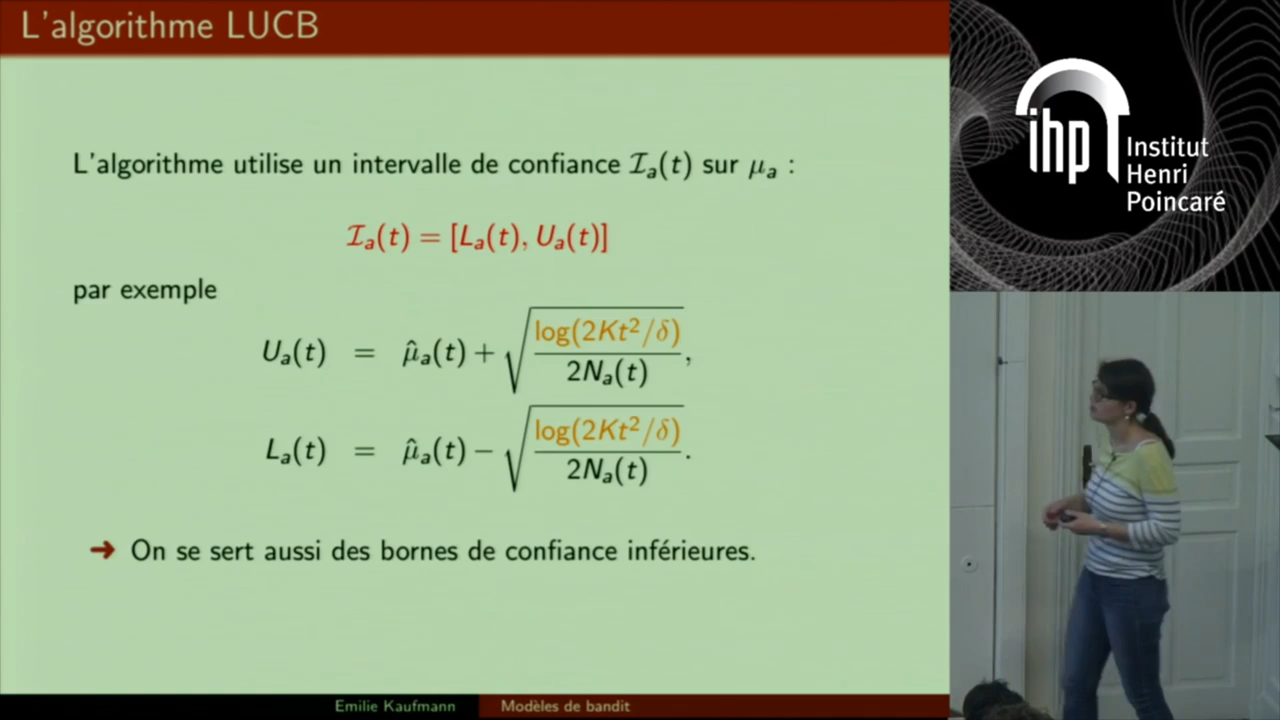 L'algorithme LUCB
L'algorithme utilise un intervalle de confiance 𝓘ₐ(t) sur μₐ :
𝓘ₐ(t) = [Lₐ(t), Uₐ(t)]
par exemple
Uₐ(t) = μ̂ₐ(t) + √(log(2Kt²/δ) / 2Nₐ(t)),
Lₐ(t) = μ̂ₐ(t) − √(log(2Kt²/δ) / 2Nₐ(t)).
➜ On se sert aussi des bornes de confiance inférieures.
Emilie Kaufmann Modèles de bandit
ihp Institut
Henri
Poincaré